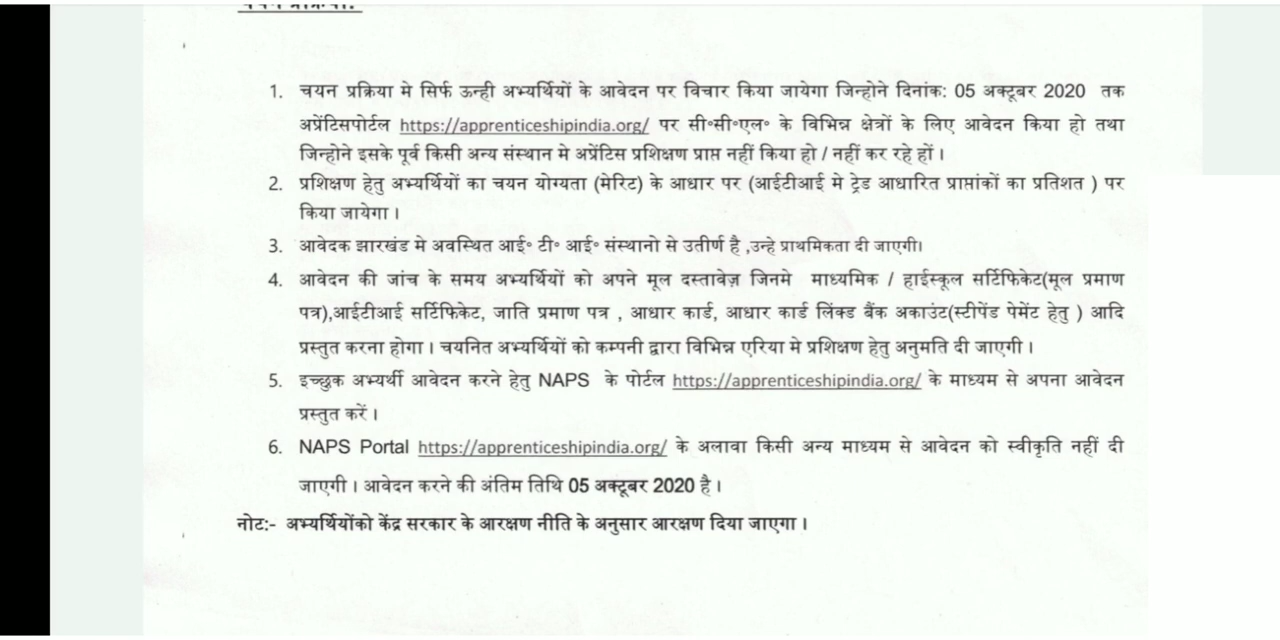 चयन प्रक्रिया:
1. चयन प्रक्रिया मे सिर्फ ऊन्ही अभ्यर्थियों के आवेदन पर विचार किया जायेगा जिन्होने दिनांक: 05 अक्टूबर 2020 तक
अप्रेंटिसपोर्टल https://apprenticeshipindia.org/ पर सी॰सी॰एल॰ के विभिन्न क्षेत्रों के लिए आवेदन किया हो तथा
जिन्होने इसके पूर्व किसी अन्य संस्थान मे अप्रेंटिस प्रशिक्षण प्राप्त नहीं किया हो / नहीं कर रहे हों।
2. प्रशिक्षण हेतु अभ्यर्थियों का चयन योग्यता (मेरिट) के आधार पर (आईटीआई मे ट्रेड आधारित प्राप्तांकों का प्रतिशत ) पर
किया जायेगा।
3. आवेदक झारखंड मे अवस्थित आई॰ टी॰ आई॰ संस्थानो से उतीर्ण है ,उन्हे प्राथमिकता दी जाएगी।
4. आवेदन की जांच के समय अभ्यर्थियों को अपने मूल दस्तावेज़ जिनमे माध्यमिक / हाईस्कूल सर्टिफिकेट(मूल प्रमाण
पत्र),आईटीआई सर्टिफिकेट, जाति प्रमाण पत्र , आधार कार्ड, आधार कार्ड लिंक्ड बैंक अकाउंट(स्टीपेंड पेमेंट हेतु ) आदि
प्रस्तुत करना होगा। चयनित अभ्यर्थियों को कम्पनी द्वारा विभिन्न एरिया मे प्रशिक्षण हेतु अनुमति दी जाएगी।
5. इच्छुक अभ्यर्थी आवेदन करने हेतु NAPS के पोर्टल https://apprenticeshipindia.org/ के माध्यम से अपना आवेदन
प्रस्तुत करें।
6. NAPS Portal https://apprenticeshipindia.org/ के अलावा किसी अन्य माध्यम से आवेदन को स्वीकृति नहीं दी
जाएगी। आवेदन करने की अंतिम तिथि 05 अक्टूबर 2020 है।
नोट:- अभ्यर्थियोंको केंद्र सरकार के आरक्षण नीति के अनुसार आरक्षण दिया जाएगा।